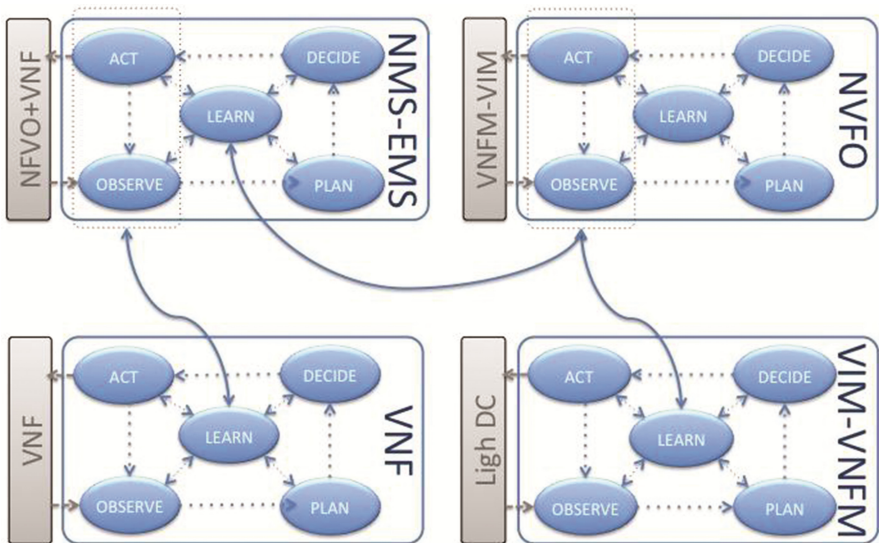 NFVO+VNF
ACT
DECIDE
LEARN
OBSERVE
PLAN
NMS-EMS
VNFM-VIM
ACT
DECIDE
LEARN
OBSERVE
PLAN
NVFO
VNF
ACT
DECIDE
LEARN
OBSERVE
PLAN
VNF
Ligh DC
ACT
DECIDE
LEARN
OBSERVE
PLAN
VIM-VNFM